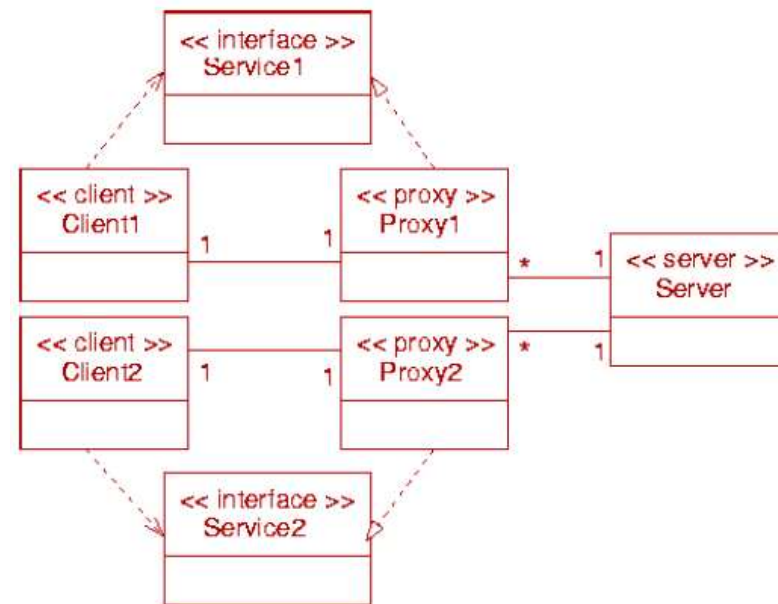 << interface >>
Service1
<< client >>
Client1
<< proxy >>
Proxy1
1
1
*
1
<< server >>
Server
<< client >>
Client2
<< proxy >>
Proxy2
1
1
*
1
<< interface >>
Service2